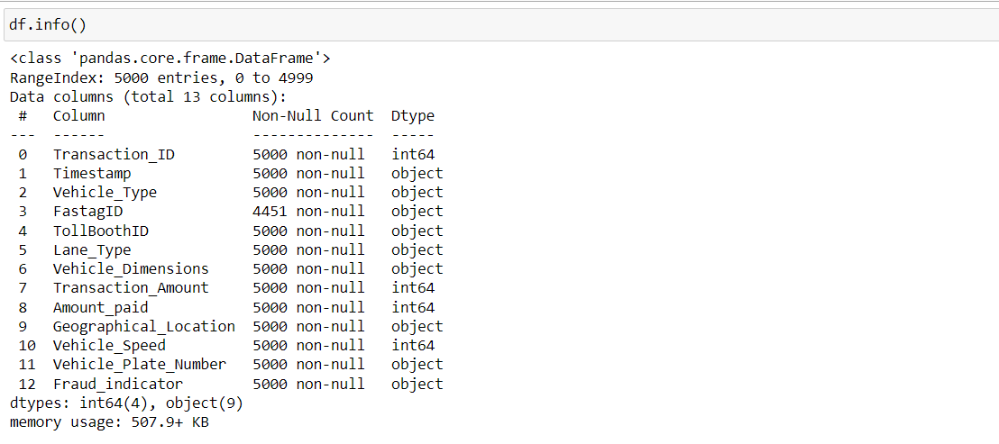 df.info()
<class 'pandas.core.frame.DataFrame'>
RangeIndex: 5000 entries, 0 to 4999
Data columns (total 13 columns):
 #   Column                 Non-Null Count  Dtype
---  ------                 --------------  -----
 0   Transaction_ID         5000 non-null   int64
 1   Timestamp              5000 non-null   object
 2   Vehicle_Type           5000 non-null   object
 3   FastagID               4451 non-null   object
 4   TollBoothID            5000 non-null   object
 5   Lane_Type              5000 non-null   object
 6   Vehicle_Dimensions     5000 non-null   object
 7   Transaction_Amount     5000 non-null   int64
 8   Amount_paid            5000 non-null   int64
 9   Geographical_Location  5000 non-null   object
 10  Vehicle_Speed          5000 non-null   int64
 11  Vehicle_Plate_Number   5000 non-null   object
 12  Fraud_indicator        5000 non-null   object
dtypes: int64(4), object(9)
memory usage: 507.9+ KB